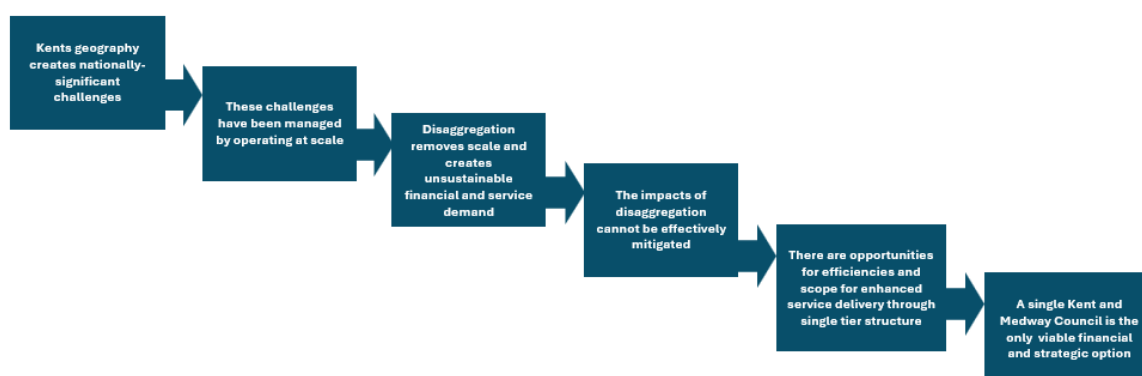 Kents geography
creates nationally-
significant
challenges
These challenges
have been managed
by operating at scale
Disaggregation
removes scale and
creates
unsustainable
financial and service
demand
The impacts of
disaggregation
cannot be effectively
mitigated
There are opportunities
for efficiencies and
scope for enhanced
service delivery through
single tier structure
A single Kent and
Medway Council is the
only viable financial
and strategic option